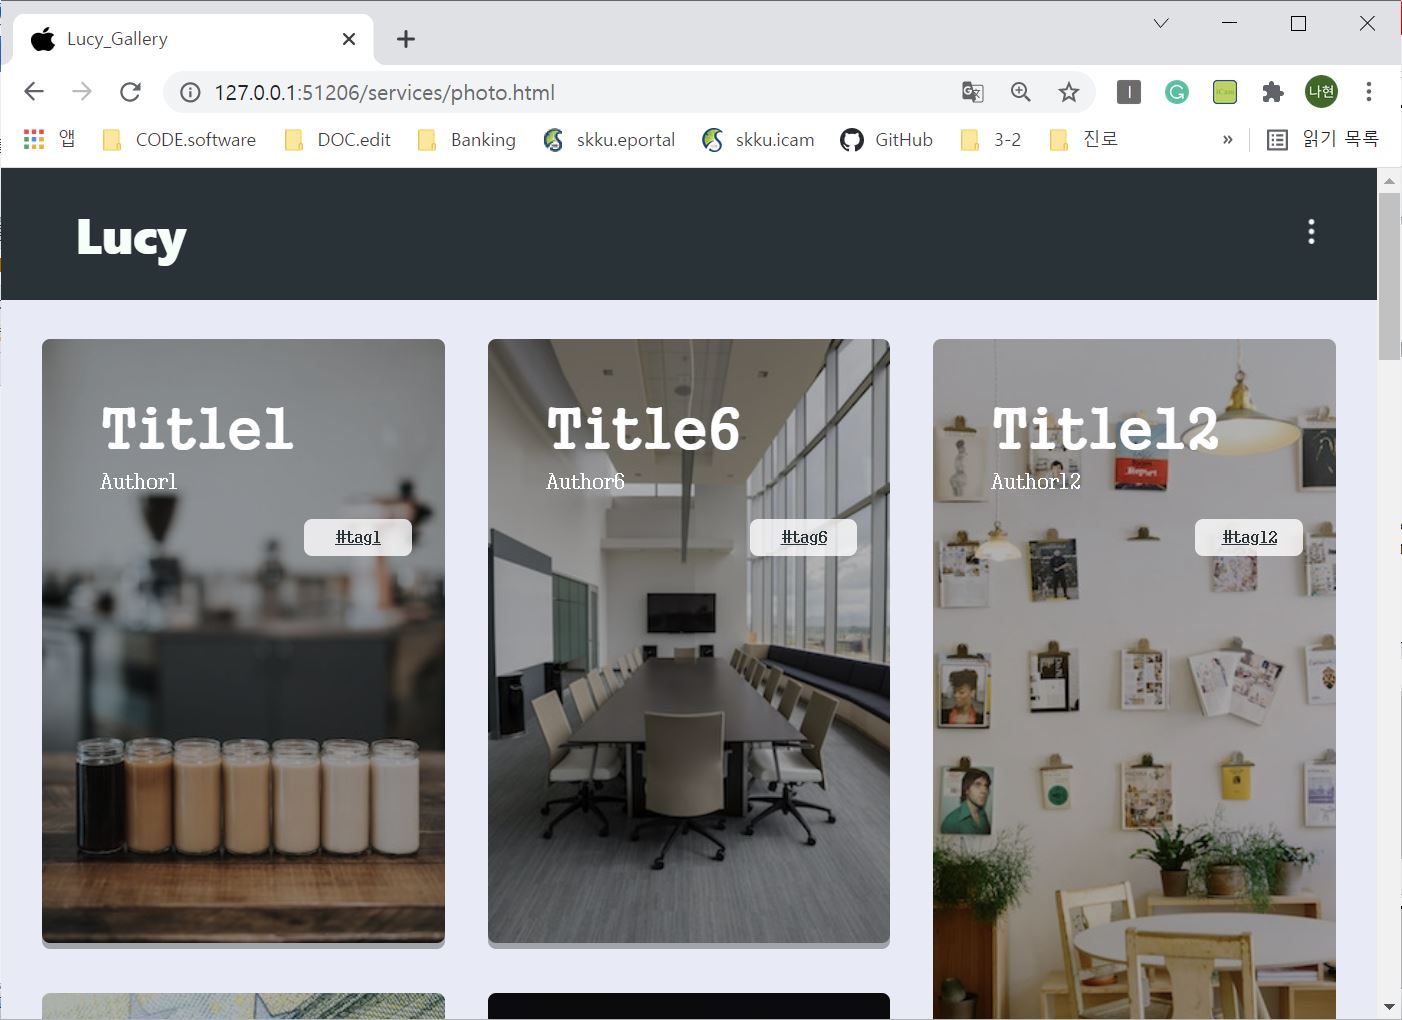 Lucy_Gallery
127.0.0.1:51206/services/photo.html
나현
앱 CODE.software DOC.edit Banking skku.eportal skku.icam GitHub 3-2 진로 » 읽기 목록
Lucy
Title1 Title6 Title12
Author1 Author6 Author12
#tag1 #tag6 #tag12